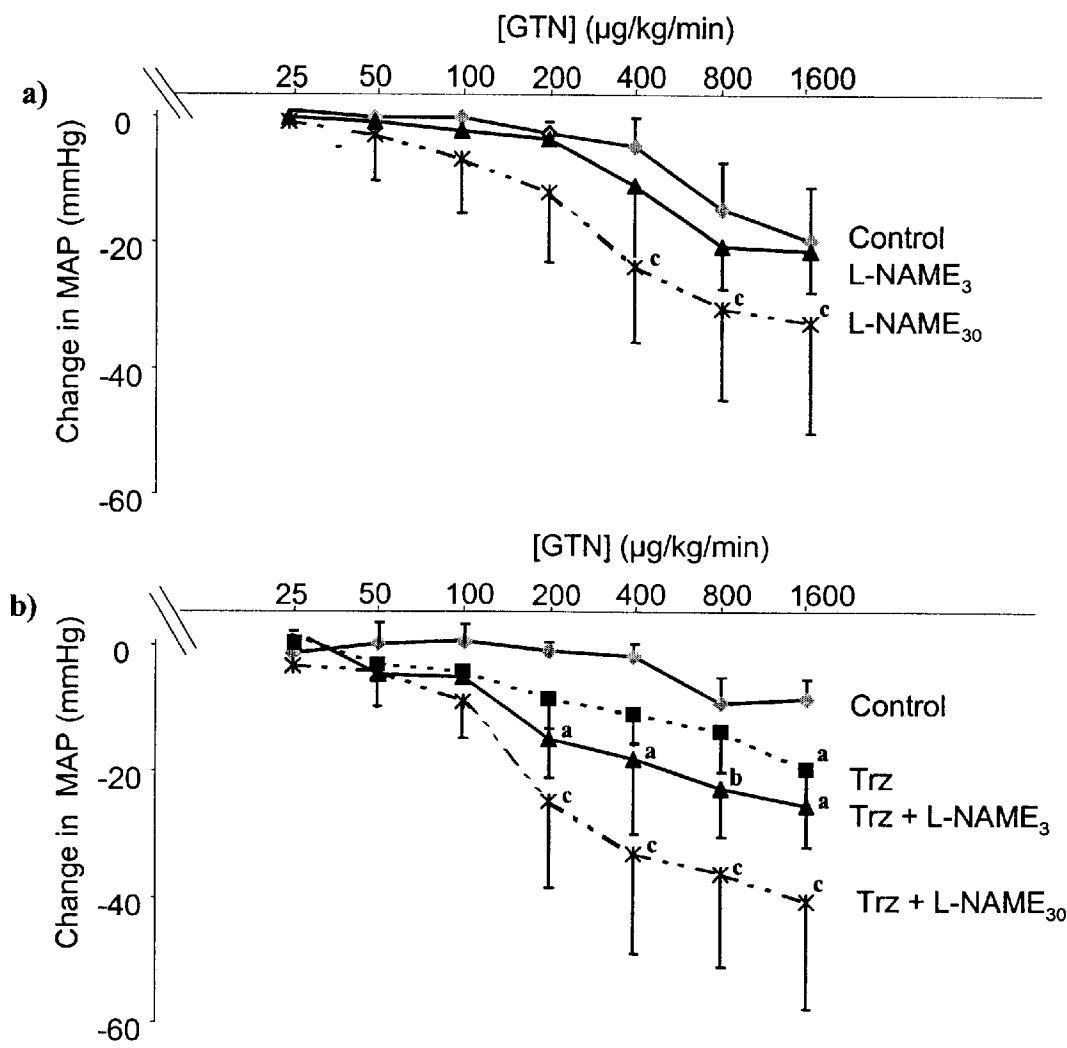 [GTN] (µg/kg/min)
25 50 100 200 400 800 1600
a)
Change in MAP (mmHg)
0
-20
-40
-60
c c c
Control
L-NAME₃
L-NAME₃₀
[GTN] (µg/kg/min)
25 50 100 200 400 800 1600
b)
Change in MAP (mmHg)
0
-20
-40
-60
a
a a b a
c c c c
Control
Trz
Trz + L-NAME₃
Trz + L-NAME₃₀